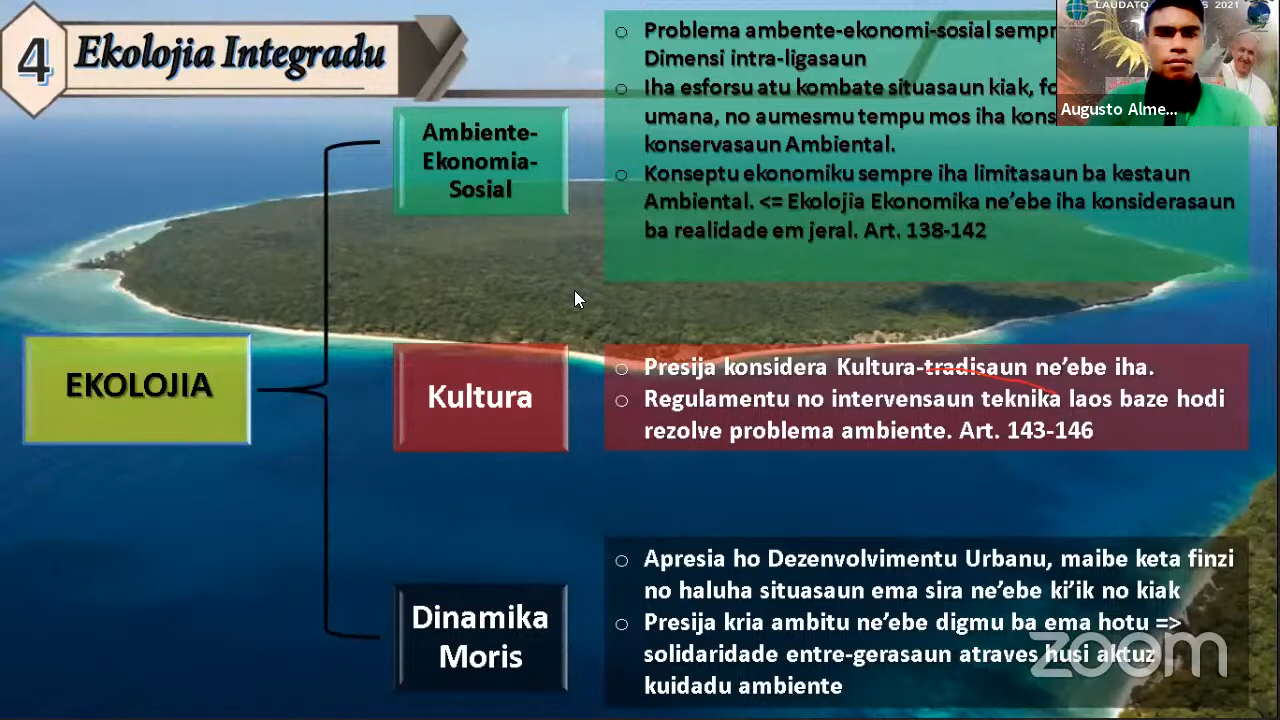 4 Ekolojia Integradu
LAUDATO 2021
Augusto Alme...
EKOLOJIA
Ambiente-
Ekonomia-
Sosial
Problema ambente-ekonomi-sosial
Dimensi intra-ligasaun
Iha esforsu atu kombate situasaun kiak,
umana, no aumesmu tempu mos iha
konservasaun Ambiental.
Konseptu ekonomiku sempre iha limitasaun ba kestaun
Ambiental. <= Ekolojia Ekonomika ne’ebe iha konsiderasaun
ba realidade em jeral. Art. 138-142
Kultura
Presija konsidera Kultura-tradisaun ne’ebe iha.
Regulamentu no intervensaun teknika laos baze hodi
rezolve problema ambiente. Art. 143-146
Dinamika
Moris
Apresia ho Dezenvolvimentu Urbanu, maibe keta finzi
no haluha situasaun ema sira ne’ebe ki’ik no kiak
Presija kria ambitu ne’ebe digmu ba ema hotu =>
solidaridade entre-gerasaun atraves husi aktuz
kuidadu ambiente
zoom